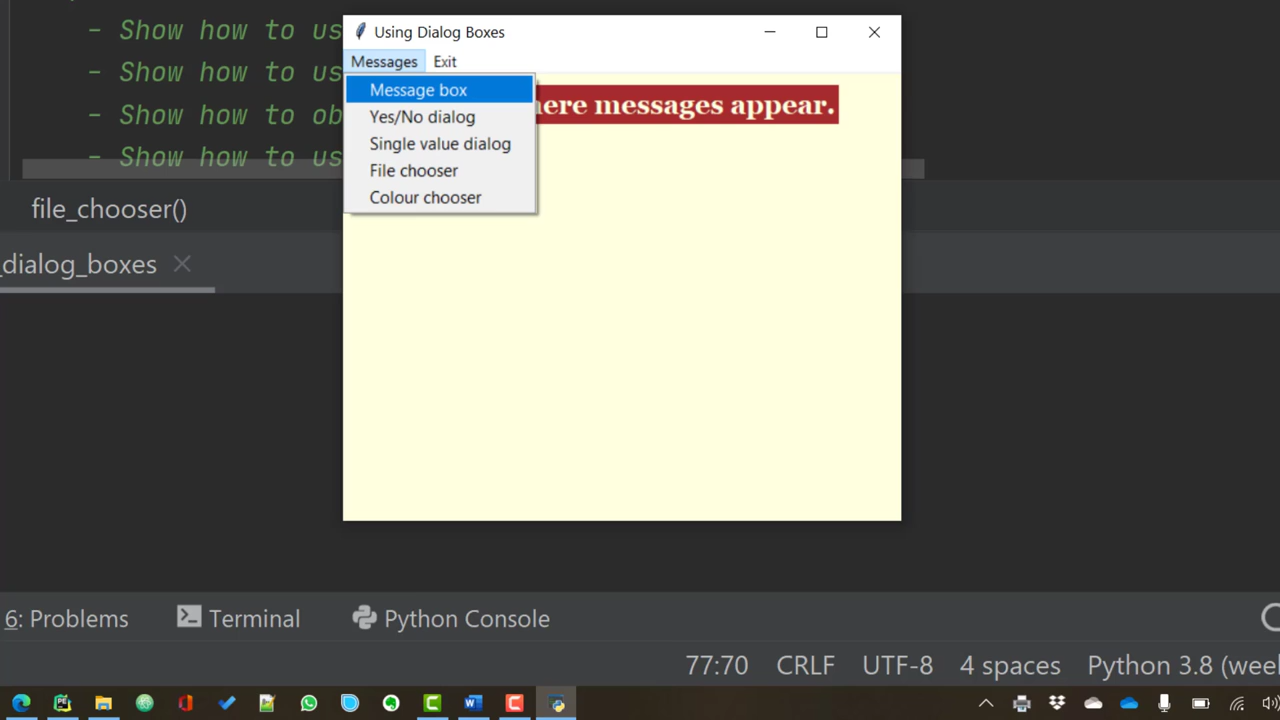 - Show how to us
- Show how to us
- Show how to ob
- Show how to us
file_chooser()
_dialog_boxes
Using Dialog Boxes
Messages Exit
Message box
Yes/No dialog
Single value dialog
File chooser
Colour chooser
here messages appear.
6: Problems Terminal Python Console
77:70 CRLF UTF-8 4 spaces Python 3.8 (wee